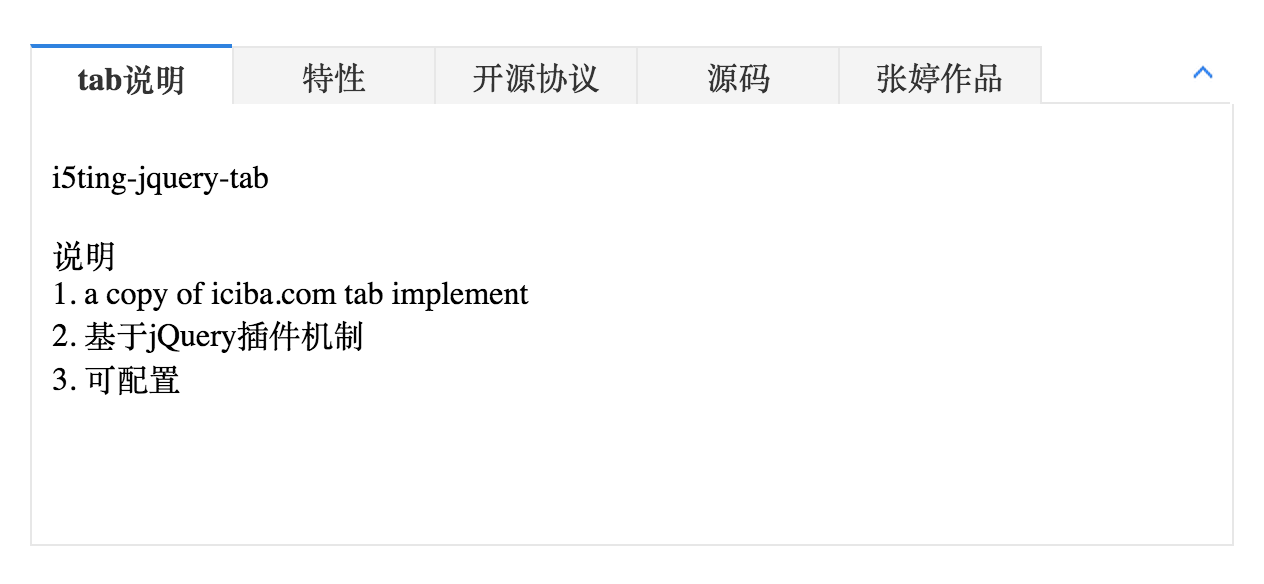 tab说明 特性 开源协议 源码 张婷作品
i5ting-jquery-tab
说明
1. a copy of iciba.com tab implement
2. 基于jQuery插件机制
3. 可配置